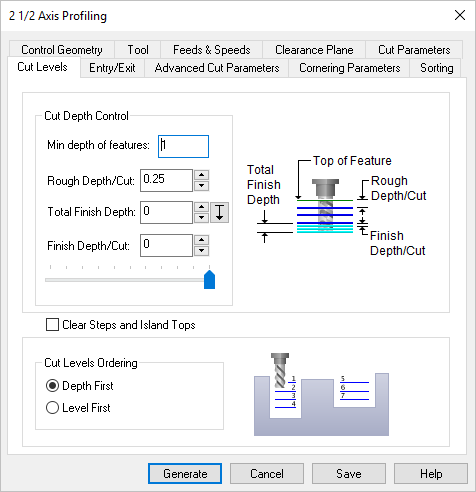 2 1/2 Axis Profiling
Control Geometry Tool Feeds & Speeds Clearance Plane Cut Parameters
Cut Levels Entry/Exit Advanced Cut Parameters Cornering Parameters Sorting
Cut Depth Control
Min depth of features: 1
Rough Depth/Cut: 0.25
Total Finish Depth: 0
Finish Depth/Cut: 0
Top of Feature
Total
Finish
Depth
Rough
Depth/Cut
Finish
Depth/Cut
Clear Steps and Island Tops
Cut Levels Ordering
Depth First
Level First
1
2
3
4
5
6
7
Generate Cancel Save Help